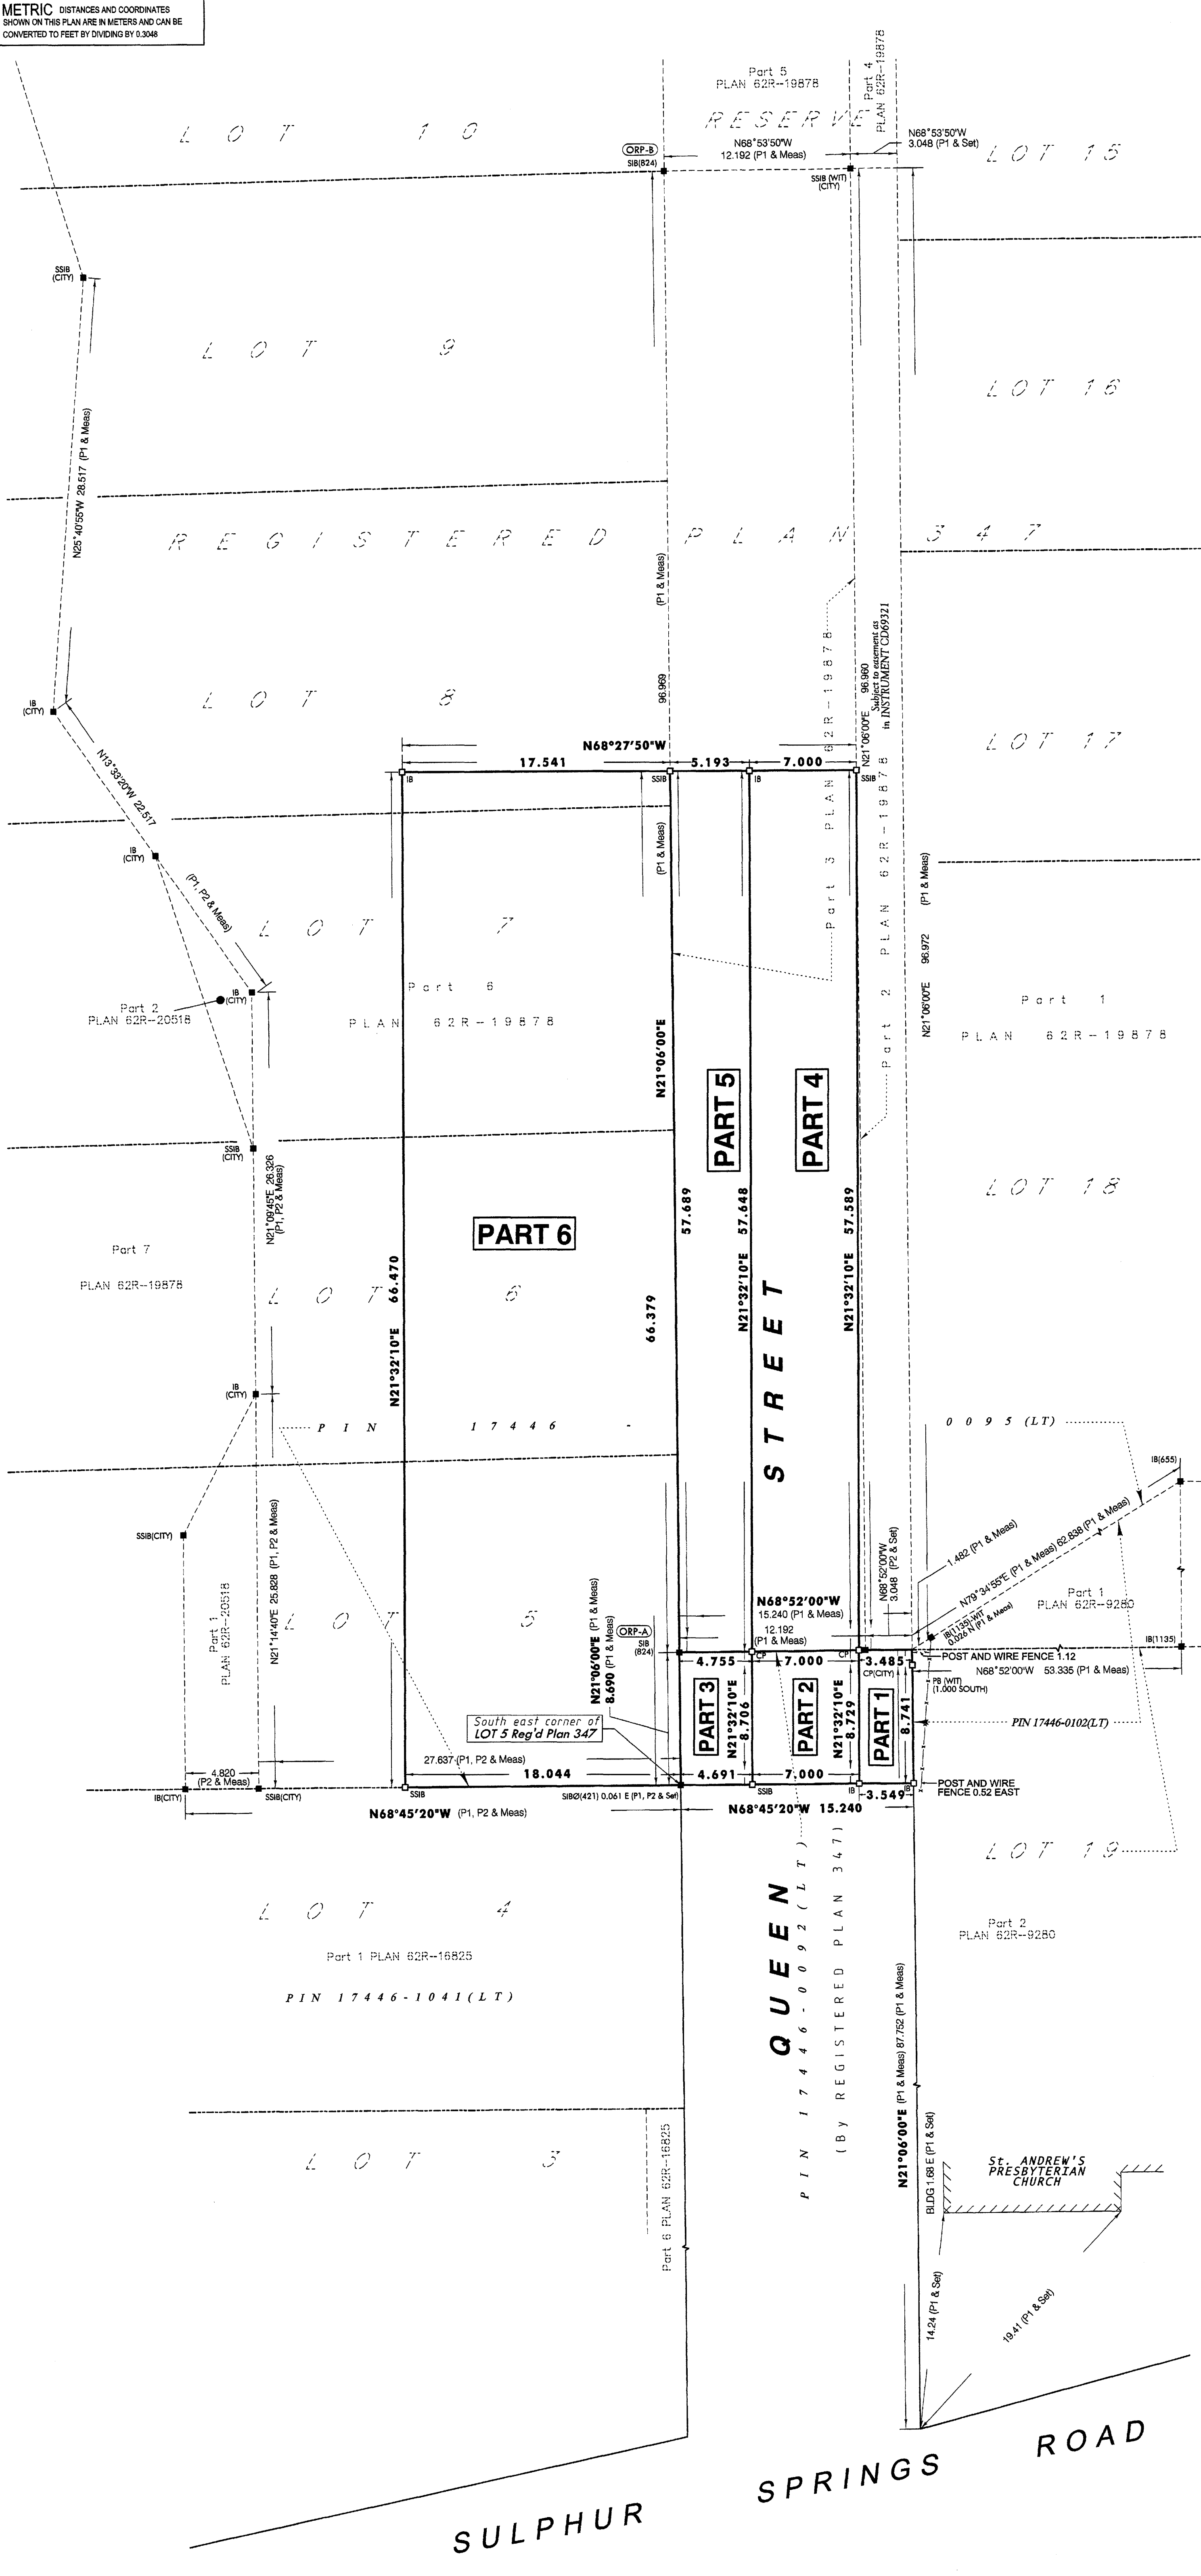 METRIC DISTANCES AND COORDINATES
SHOWN ON THIS PLAN ARE IN METERS AND CAN BE
CONVERTED TO FEET BY DIVIDING BY 0.3048
Part 5
PLAN 62R-19878
Part 4
PLAN 62R-19878
RESERVE
LOT 10
N68°53'50"W
12.192 (P1 & Meas)
N68°53'50"W
3.048 (P1 & Set)
LOT 15
ORP-B
SIB(B24)
SSIB (WIT)
(CITY)
SSIB
(CITY)
LOT 9
LOT 16
N25°40'55"W 28.517 (P1 & Meas)
REGISTERED PLAN 347
96.969 (P1 & Meas)
Part 3 PLAN 62R-19878
N21°06'00"E 96.960
Subject to easement as
in INSTRUMENT CD69321
LOT 8
LOT 17
IB
(CITY)
N13°33'20"W 22.517
(P1, P2 & Meas)
N68°27'50"W
17.541
5.193
7.000
IB
SSIB
IB
SSIB
(P1 & Meas)
Part 2 PLAN 62R-19878
N21°06'00"E 96.972 (P1 & Meas)
IB
(CITY)
LOT 7
IB
(CITY)
Part 2
PLAN 62R-20518
Part 6
PLAN 62R-19878
Part 1
PLAN 62R-19878
N21°06'00"E
PART 5
PART 4
SSIB
(CITY)
N21°09'45"E 26.326
(P1, P2 & Meas)
LOT 18
PART 6
57.689
N21°32'10"E 57.648
N21°32'10"E 57.589
Part 7
PLAN 62R-19878
LOT 6
N21°32'10"E 66.470
66.379
STREET
IB
(CITY)
PIN 17446 -
0095 (LT)
IB(655)
SSIB(CITY)
N21°14'40"E 25.828 (P1, P2 & Meas)
Part 1
PLAN 62R-20518
LOT 5
1.482 (P1 & Meas)
N79°34'55"E (P1 & Meas) 62.838 (P1 & Meas)
N68°52'00"W
3.048 (P2 & Set)
Part 1
PLAN 62R-9280
N68°52'00"W
15.240 (P1 & Meas)
12.192
(P1 & Meas)
IB(1135)-WIT
0.026 N (P1 & Meas)
ORP-A
SIB
(B24)
N21°06'00"E (P1 & Meas)
8.690 (P1 & Meas)
CP
CP
IB(1135)
4.755
7.000
3.485
CP(CITY)
POST AND WIRE FENCE 1.12
N68°52'00"W 53.335 (P1 & Meas)
PB (WIT)
(1.000 SOUTH)
PART 3
N21°32'10"E
8.706
PART 2
N21°32'10"E
8.729
PART 1
8.741
PIN 17446-0102(LT)
South east corner of
LOT 5 Reg'd Plan 347
27.637 (P1, P2 & Meas)
4.820
(P2 & Meas)
18.044
4.691
7.000
3.549
IB(CITY)
SSIB(CITY)
SSIB
SIBØ(421) 0.061 E (P1, P2 & Set)
SSIB
IB
POST AND WIRE
FENCE 0.52 EAST
N68°45'20"W (P1, P2 & Meas)
N68°45'20"W 15.240
LOT 19
LOT 4
Part 1 PLAN 62R-16825
PIN 17446-1041(LT)
QUEEN
PIN 17446-0092(LT)
(By REGISTERED PLAN 347)
Part 2
PLAN 62R-9280
N21°06'00"E (P1 & Meas) 87.752 (P1 & Meas)
LOT 3
Part 6 PLAN 62R-16825
BLDG 1.68 E (P1 & Set)
St. ANDREW'S
PRESBYTERIAN
CHURCH
14.24 (P1 & Set)
19.41 (P1 & Set)
SULPHUR SPRINGS ROAD